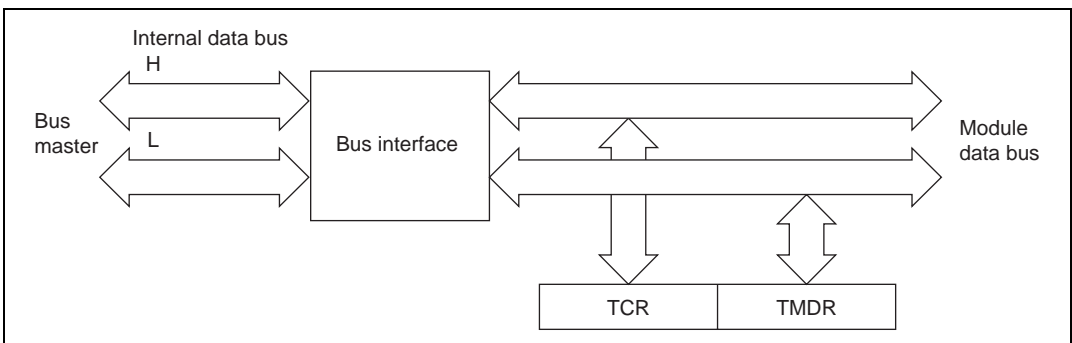 Internal data bus
H
Bus
master
L
Bus interface
Module
data bus
TCR
TMDR